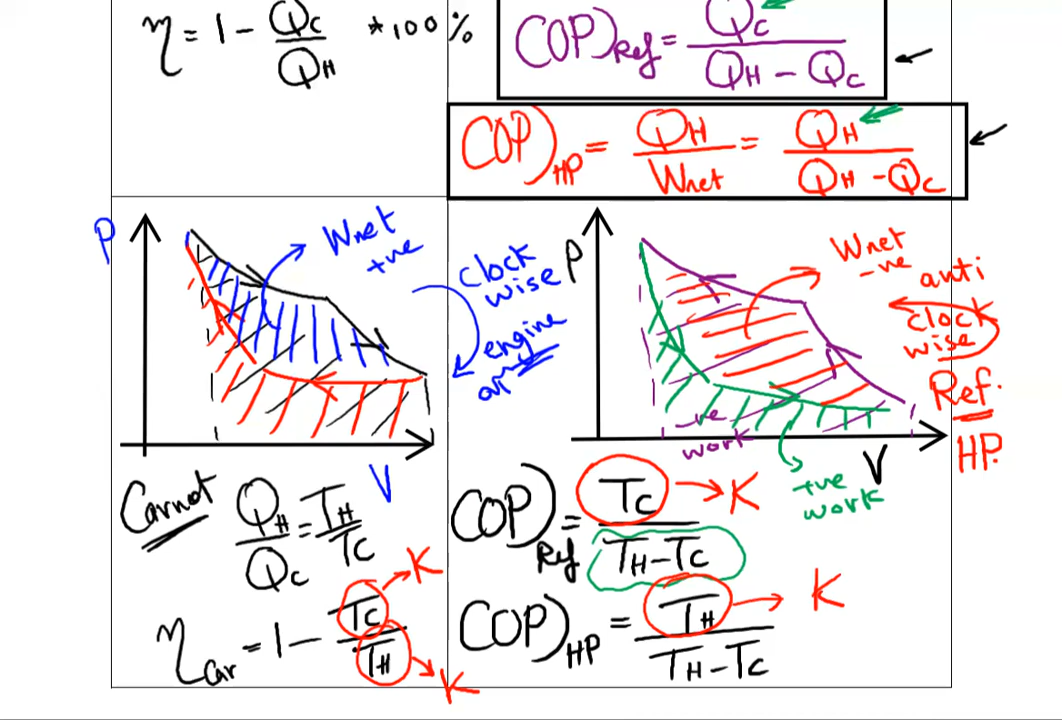 η = 1 - Qc/QH *100%
COP)Ref = Qc/(QH - Qc)
COP)HP = QH/Wnet = QH/(QH - Qc)
P
Wnet
+ve
clock
wise
engine
V
P
Wnet
-ve
anti
clock
wise
Ref.
HP.
-ve
work
+ve
work
V
Carnot QH/Qc = TH/Tc
ηCar = 1 - Tc/TH
K
K
COP)Ref = Tc/(TH - Tc)
K
COP)HP = TH/(TH - Tc)
K